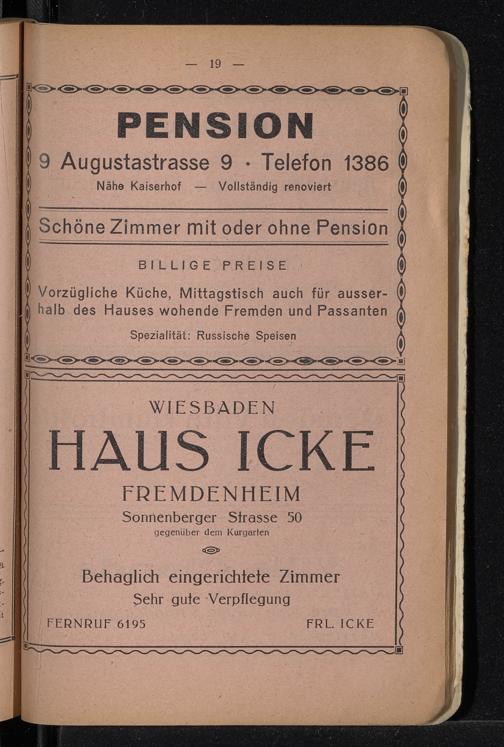 — 19 —
PENSION
9 Augustastrasse 9 · Telefon 1386
Nähe Kaiserhof — Vollständig renoviert
Schöne Zimmer mit oder ohne Pension
BILLIGE PREISE
Vorzügliche Küche, Mittagstisch auch für ausser-
halb des Hauses wohende Fremden und Passanten
Spezialität: Russische Speisen
WIESBADEN
HAUS ICKE
FREMDENHEIM
Sonnenberger Strasse 50
gegenüber dem Kurgarten
Behaglich eingerichtete Zimmer
Sehr gute Verpflegung
FERNRUF 6195 FRL. ICKE